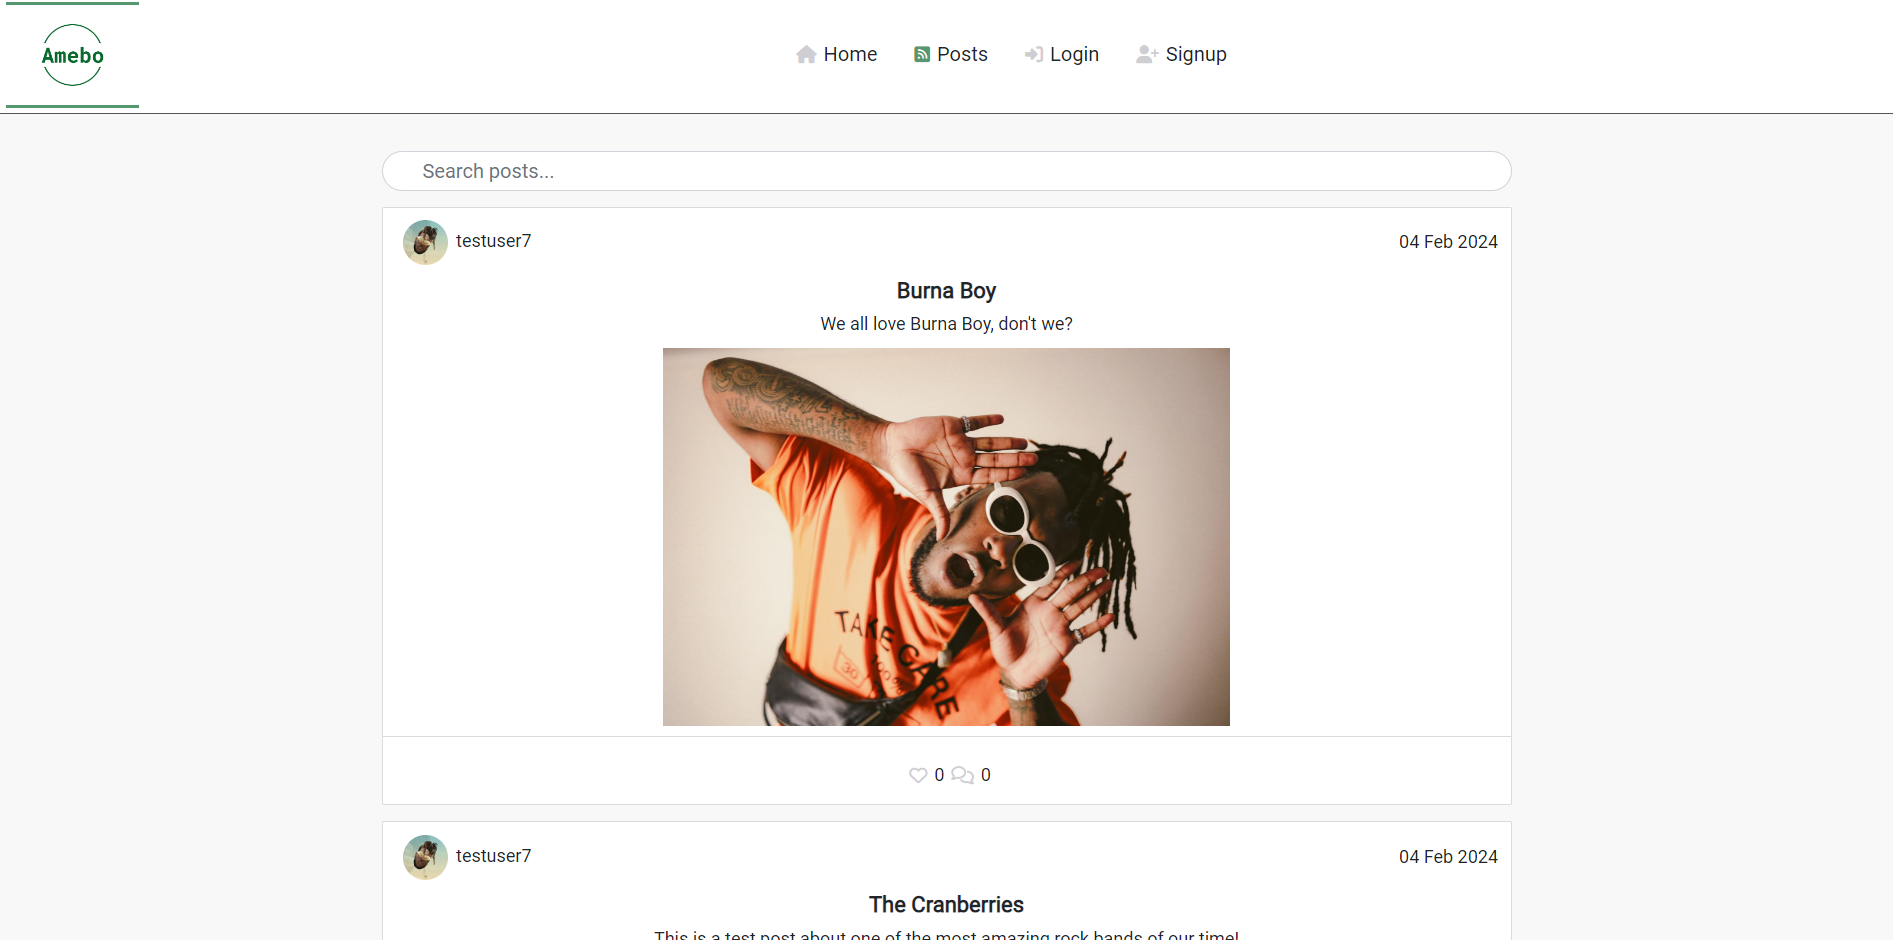 Amebo
Home Posts Login Signup
Search posts...
testuser7
04 Feb 2024
Burna Boy
We all love Burna Boy, don't we?
TAKE CARE
30 100%
0 0
testuser7
04 Feb 2024
The Cranberries
This is a test post about one of the most amazing rock bands of our time!